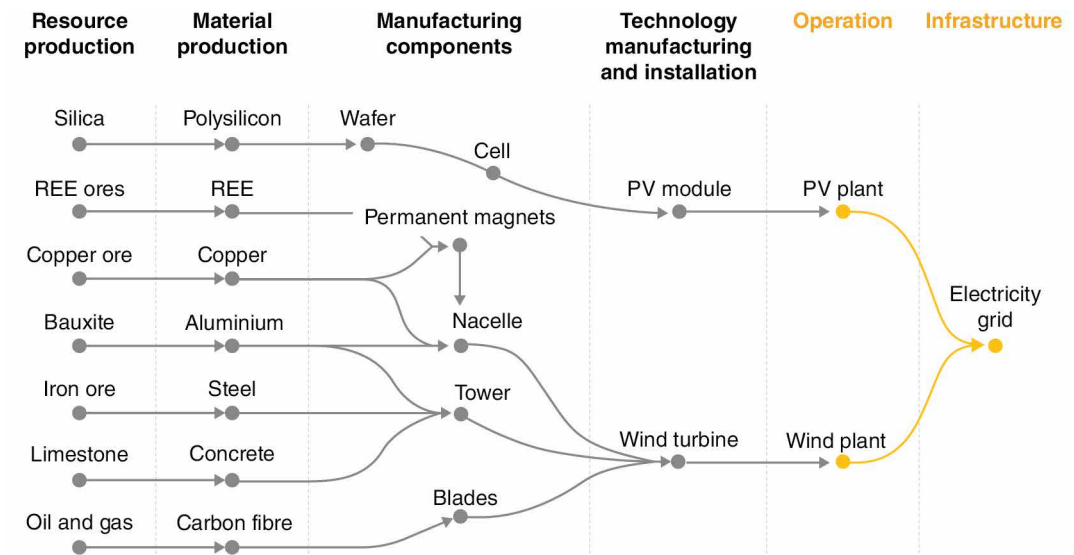 Resource
production
Material
production
Manufacturing
components
Technology
manufacturing
and installation
Operation
Infrastructure
Silica
Polysilicon
Wafer
Cell
REE ores
REE
Permanent magnets
PV module
PV plant
Copper ore
Copper
Electricity
grid
Bauxite
Aluminium
Nacelle
Iron ore
Steel
Tower
Limestone
Concrete
Wind turbine
Wind plant
Blades
Oil and gas
Carbon fibre